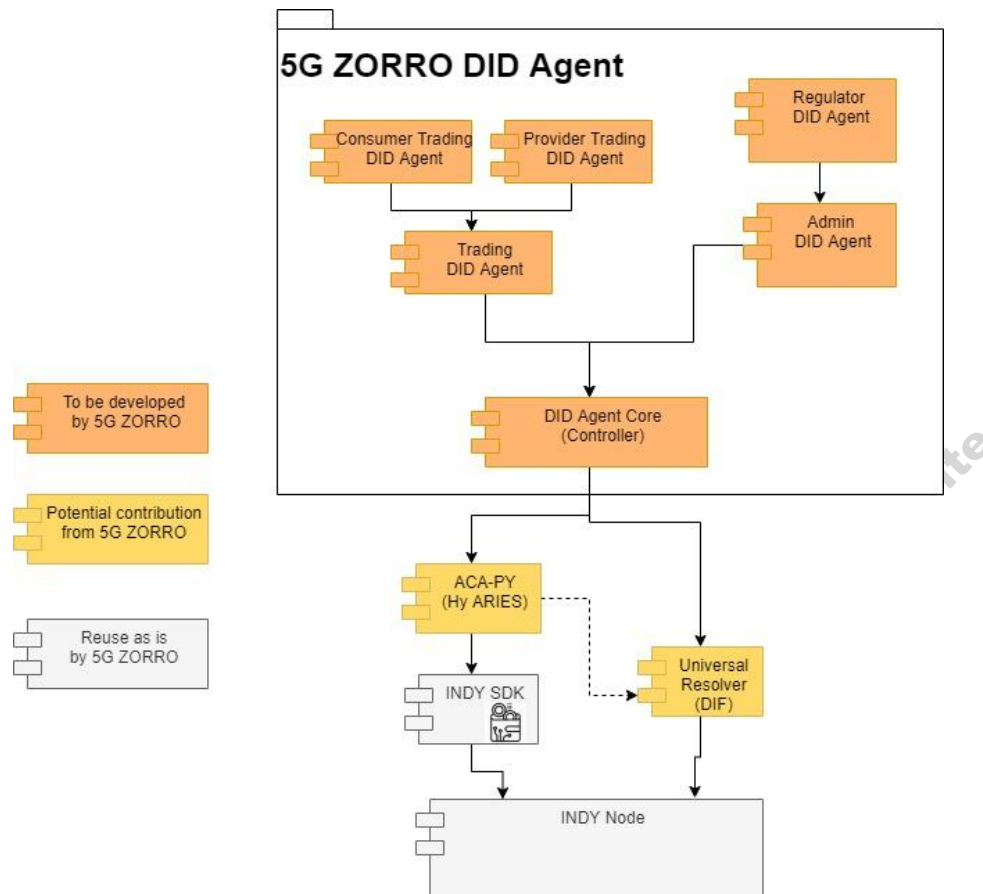 5G ZORRO DID Agent
Regulator
DID Agent
Consumer Trading
DID Agent
Provider Trading
DID Agent
Admin
DID Agent
Trading
DID Agent
To be developed
by 5G ZORRO
DID Agent Core
(Controller)
Potential contribution
from 5G ZORRO
ACA-PY
(Hy ARIES)
Reuse as is
by 5G ZORRO
Universal
Resolver
(DIF)
INDY SDK
INDY Node